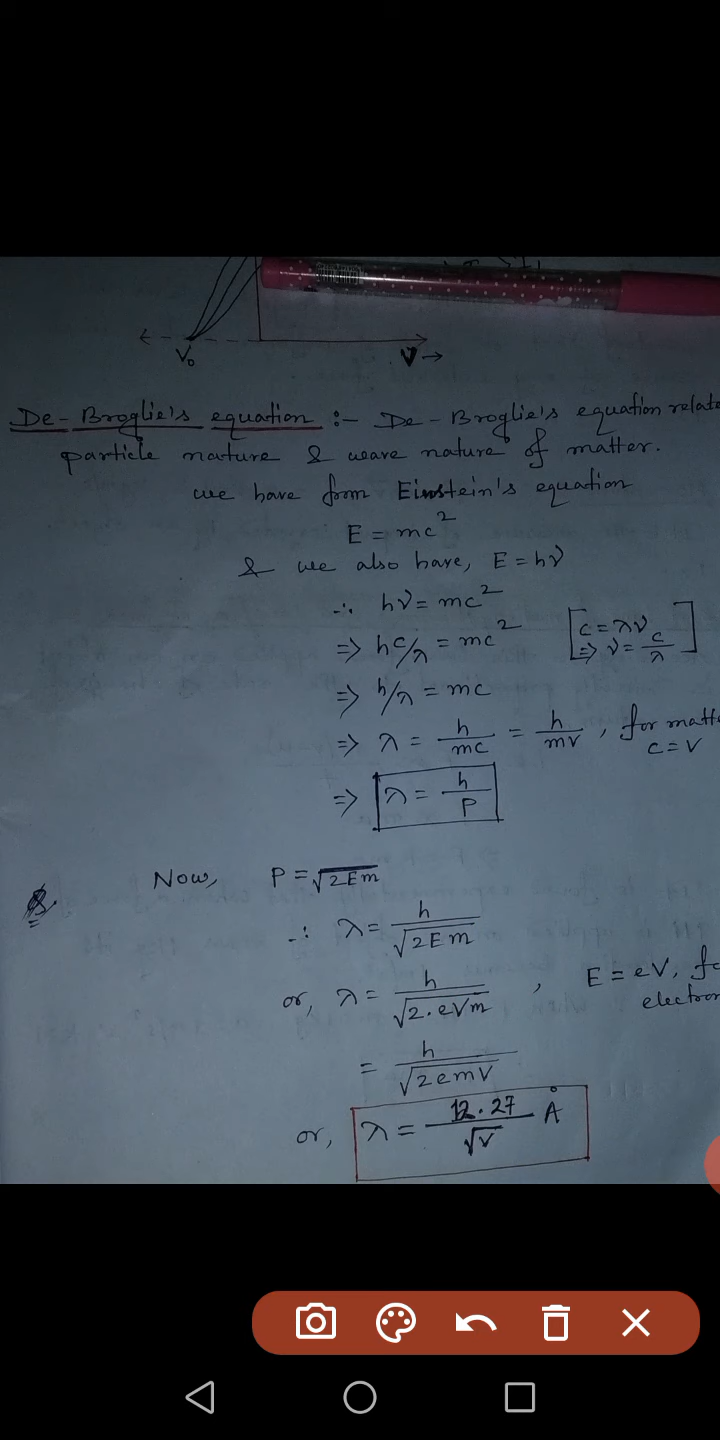 V₀ V→
De-Broglie's equation :- De-Broglie's equation relate
particle nature & wave nature of matter.
we have from Einstein's equation
E = mc²
& we also have, E = hν
∴ hν = mc²
⇒ hc/λ = mc² [c = λν
⇒ ν = c/λ]
⇒ h/λ = mc
⇒ λ = h/mc = h/mv , for matte
c = v
⇒ λ = h/P
Now, P = √2Em
∴ λ = h/√2Em
or, λ = h/√2.eVm , E = eV, fo
electron
= h/√2emV
or, λ = 12.27/√V Å